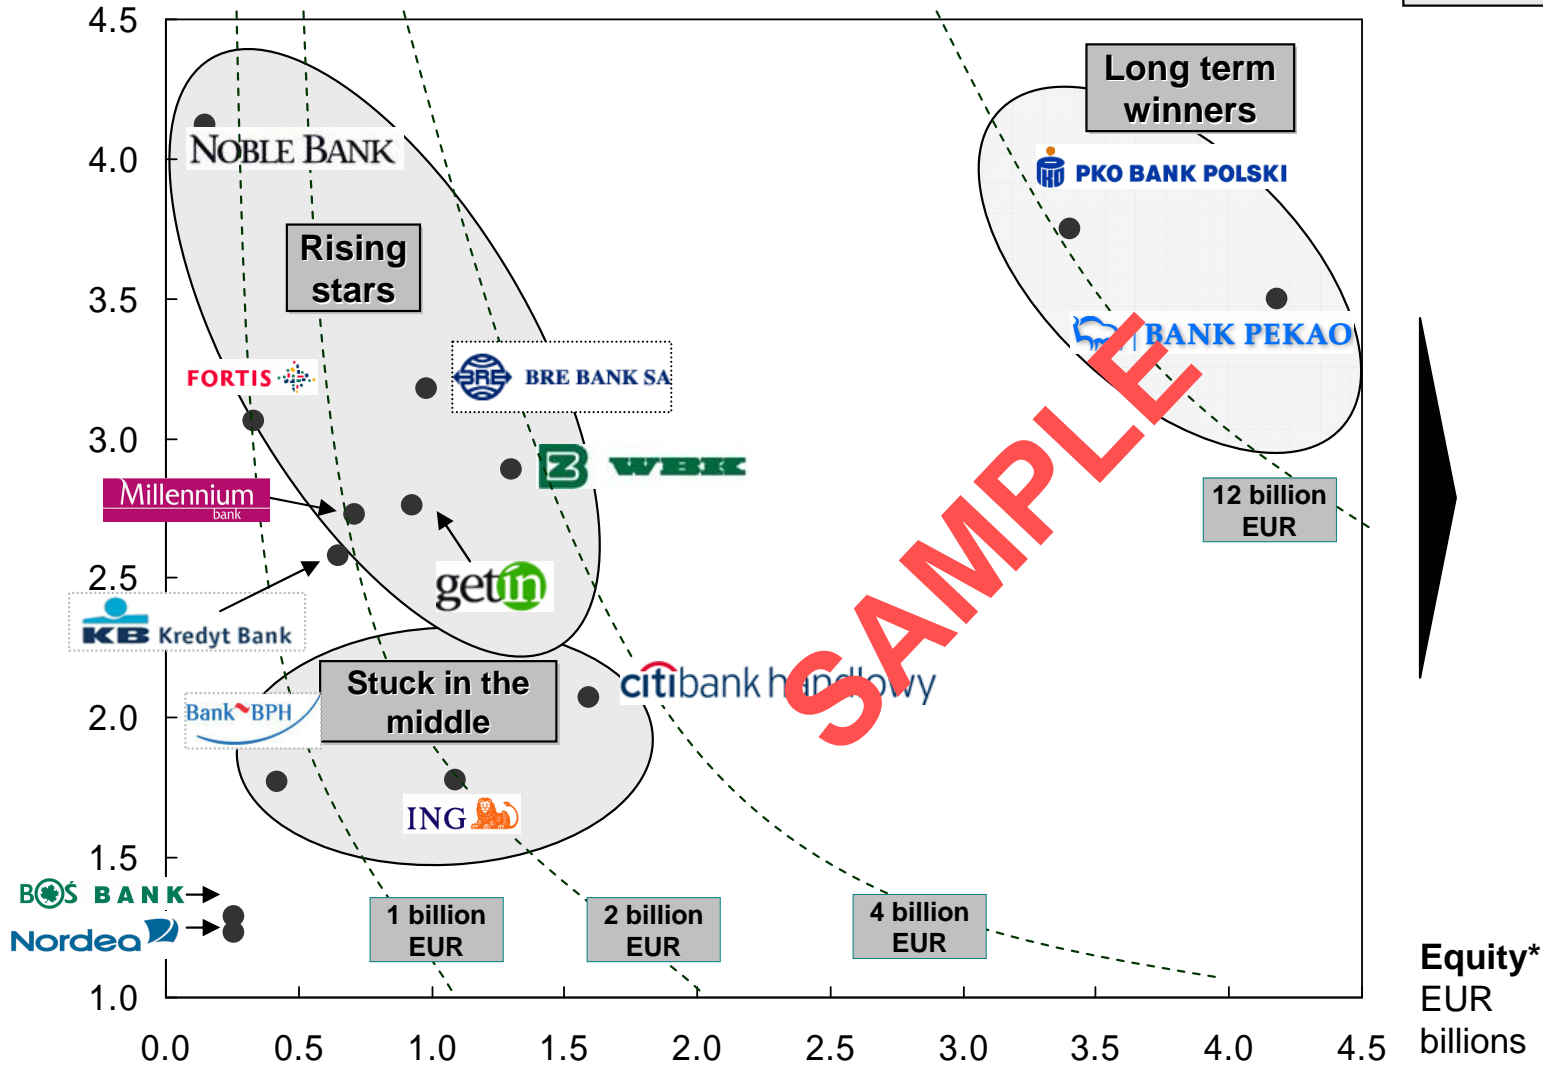 4.5
4.0
3.5
3.0
2.5
2.0
1.5
1.0
0.0
0.5
1.0
1.5
2.0
2.5
3.0
3.5
4.0
4.5
Long term
winners
NOBLE BANK
PKO BANK POLSKI
Rising
stars
BANK PEKAO
FORTIS
BRE
BRE BANK SA
BZ WBK
Millennium
bank
12 billion
EUR
getin
KB Kredyt Bank
Stuck in the
middle
citibank handlowy
Bank BPH
ING
BOŚ BANK
Nordea
1 billion
EUR
2 billion
EUR
4 billion
EUR
SAMPLE
Equity*
EUR
billions